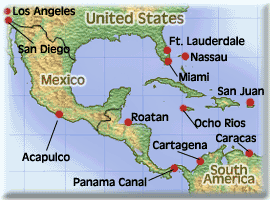 Los Angeles
United States
San Diego
Ft. Lauderdale
Nassau
Miami
Mexico
San Juan
Roatan
Ocho Rios
Cartagena
Caracas
Acapulco
South
America
Panama Canal